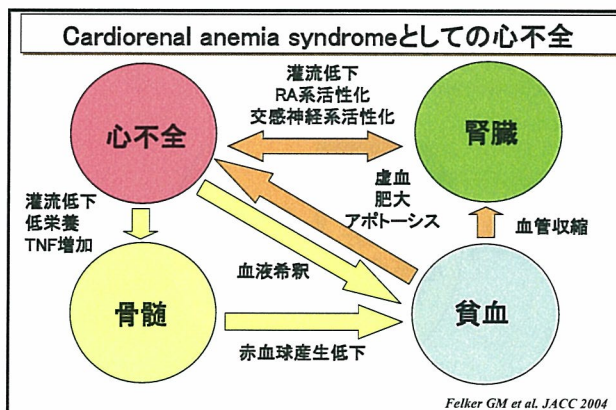 Cardiorenal anemia syndromeとしての心不全
灌流低下
RA系活性化
交感神経系活性化
心不全
腎臓
虚血
肥大
アポトーシス
灌流低下
低栄養
TNF増加
血管収縮
血液希釈
骨髄
貧血
赤血球産生低下
Felker GM et al. JACC 2004